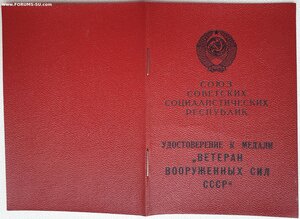 www.FORUMS-SU.com
СОЮЗ
СОВЕТСКИХ
СОЦИАЛИСТИЧЕСКИХ
РЕСПУБЛИК
УДОСТОВЕРЕНИЕ К МЕДАЛИ
„ВЕТЕРАН
ВООРУЖЕННЫХ СИЛ
СССР“